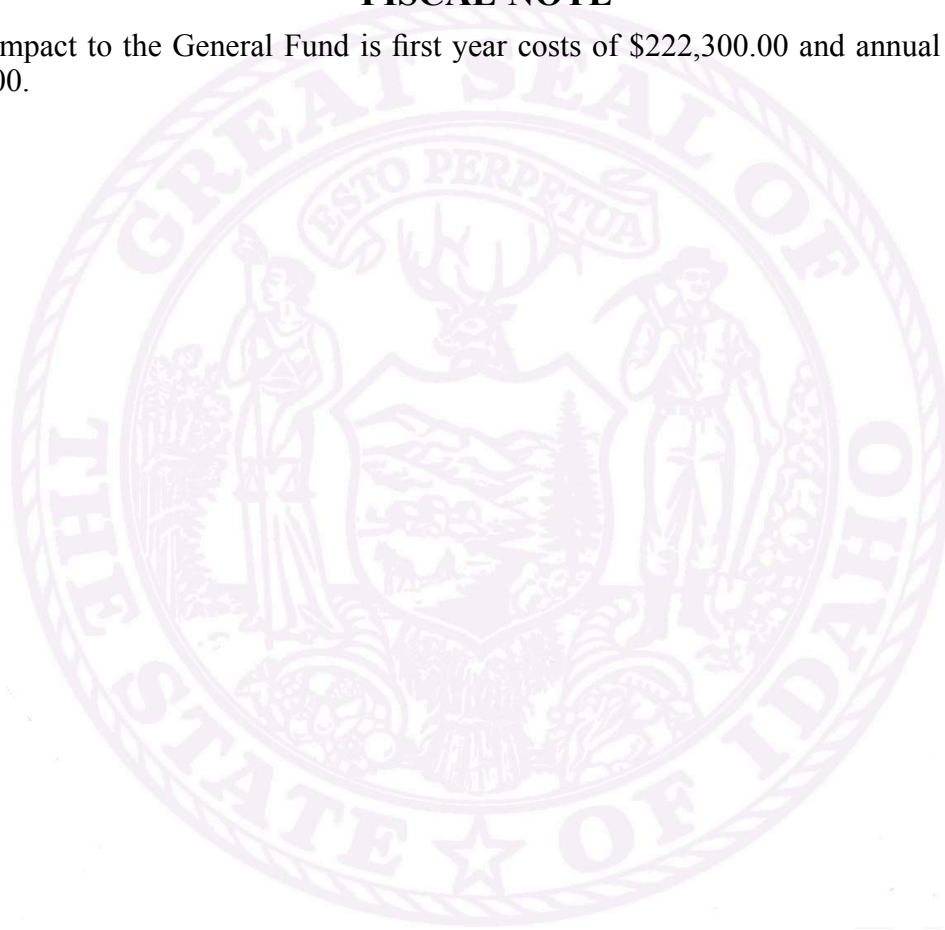 FISCAL NOTE
mpact to the General Fund is first year costs of $222,300.00 and annual
00.
GREAT SEAL OF
THE STATE OF IDAHO
ESTO PERPETUA